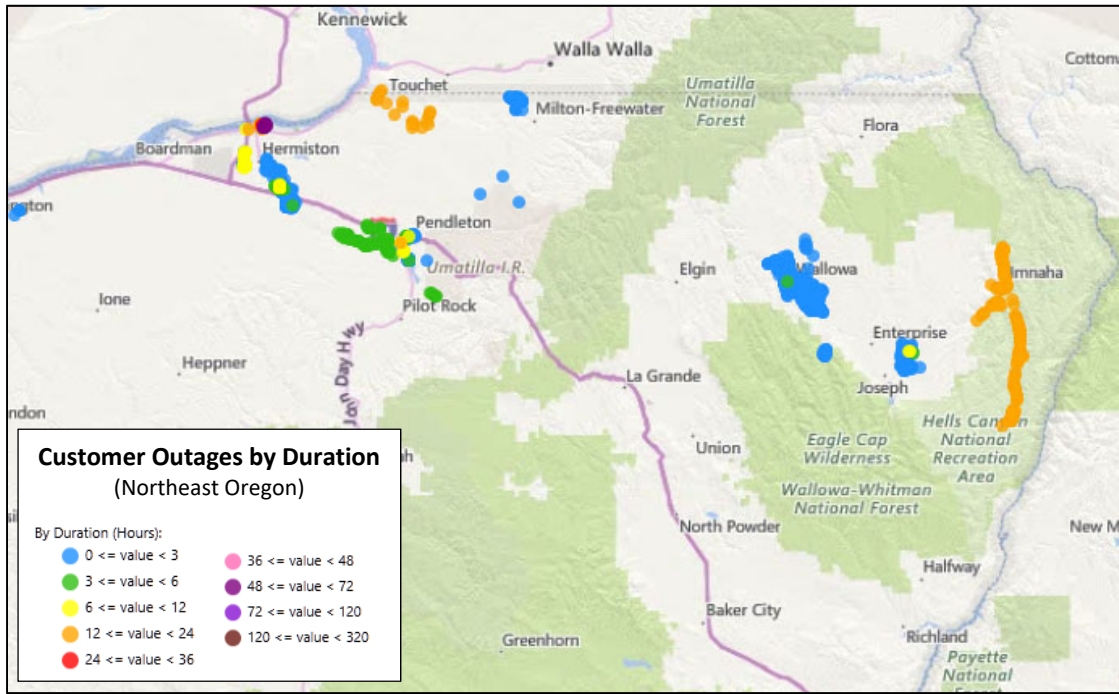 Kennewick
Walla Walla
Cottonw
Touchet
Umatilla
National
Forest
Milton-Freewater
Flora
Boardman
Hermiston
ngton
Pendleton
Umatilla I.R.
Elgin
Wallowa
Imnaha
Ione
Pilot Rock
Enterprise
Heppner
John Day Hwy
La Grande
Joseph
ndon
Hells Canyon
National
Recreation
Area
Union
Eagle Cap
Wilderness
Wallowa-Whitman
National Forest
ah
North Powder
New M
Halfway
Baker City
Greenhorn
Richland
Payette
National
Forest
Customer Outages by Duration
(Northeast Oregon)
By Duration (Hours):
0 <= value < 3
3 <= value < 6
6 <= value < 12
12 <= value < 24
24 <= value < 36
36 <= value < 48
48 <= value < 72
72 <= value < 120
120 <= value < 320